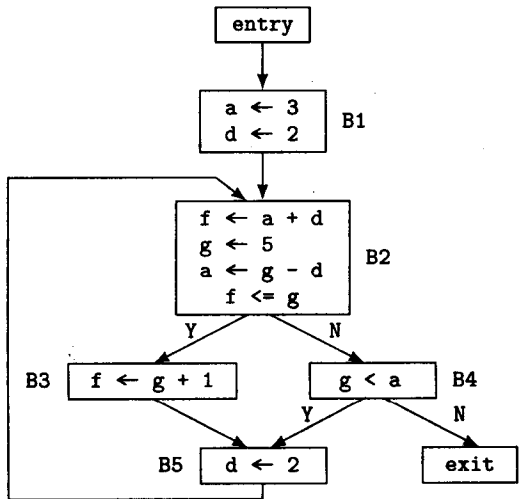 entry
a ← 3
d ← 2
B1
f ← a + d
g ← 5
a ← g - d
f <= g
B2
Y
N
B3
f ← g + 1
g < a
B4
Y
N
B5
d ← 2
exit